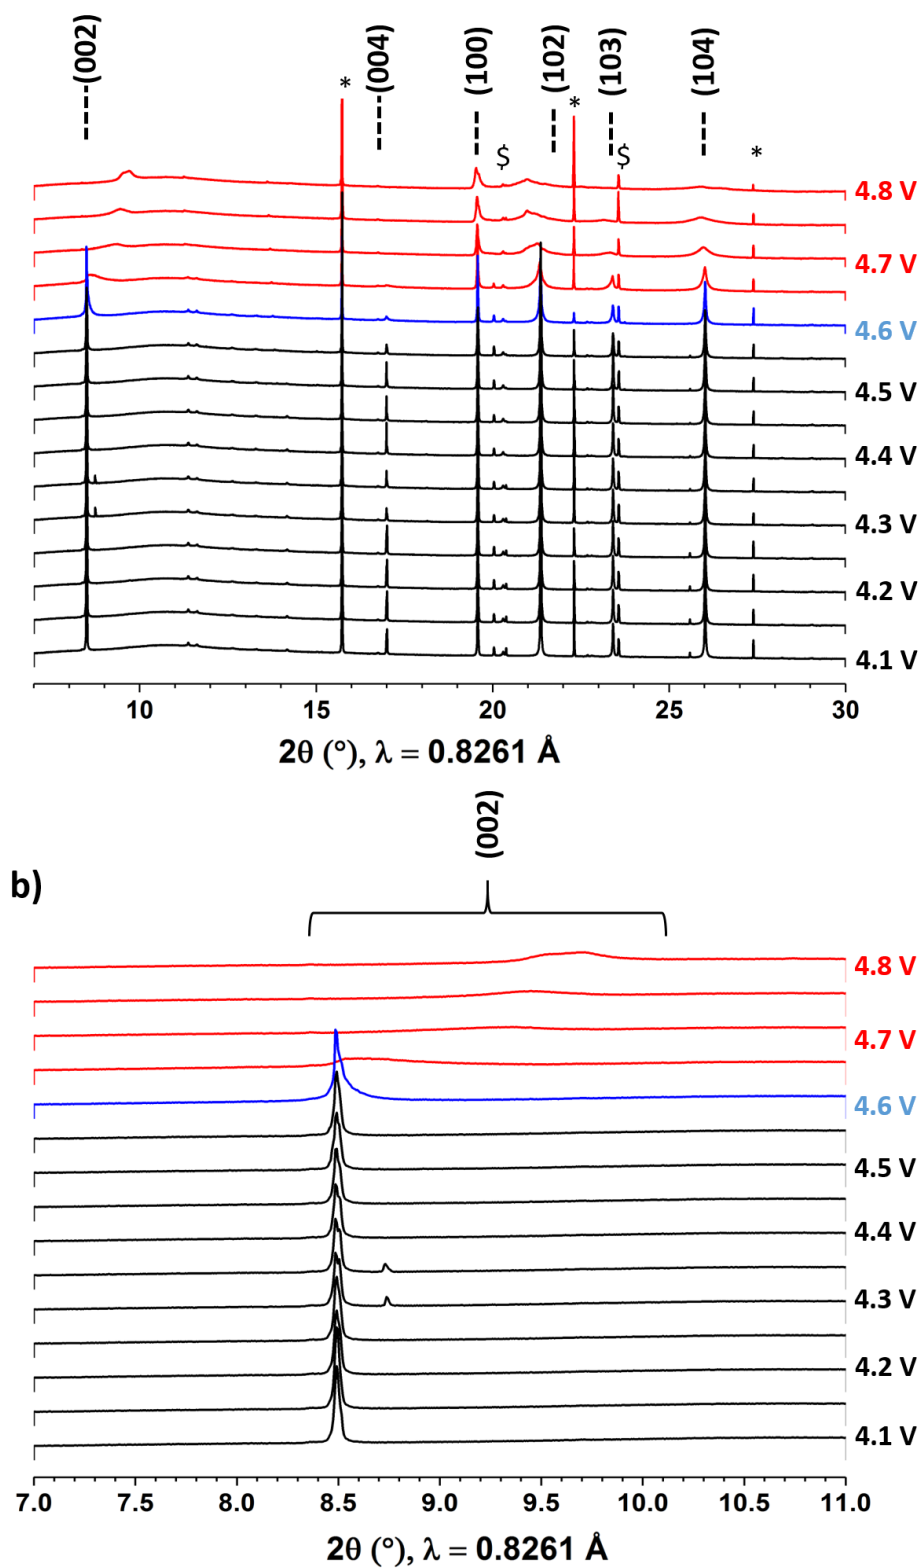 (002)
(004)
(100)
(102)
(103)
(104)
*
*
$
$
*
4.8 V
4.7 V
4.6 V
4.5 V
4.4 V
4.3 V
4.2 V
4.1 V
10 15 20 25 30
2θ (°), λ = 0.8261 Å
(002)
b)
4.8 V
4.7 V
4.6 V
4.5 V
4.4 V
4.3 V
4.2 V
4.1 V
7.0 7.5 8.0 8.5 9.0 9.5 10.0 10.5 11.0
2θ (°), λ = 0.8261 Å